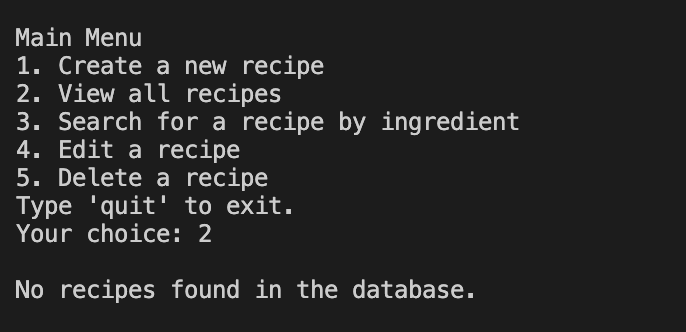 Main Menu
1. Create a new recipe
2. View all recipes
3. Search for a recipe by ingredient
4. Edit a recipe
5. Delete a recipe
Type 'quit' to exit.
Your choice: 2
No recipes found in the database.